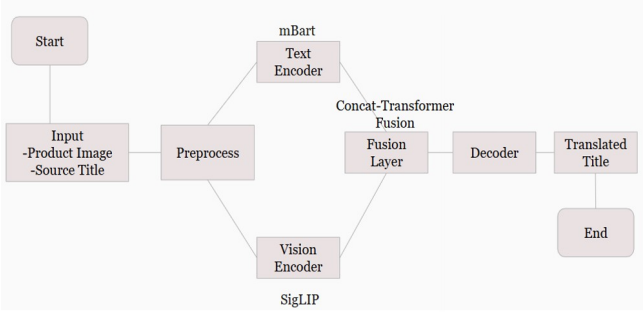 Start
Input
-Product Image
-Source Title
Preprocess
mBart
Text
Encoder
Vision
Encoder
SigLIP
Concat-Transformer
Fusion
Fusion
Layer
Decoder
Translated
Title
End